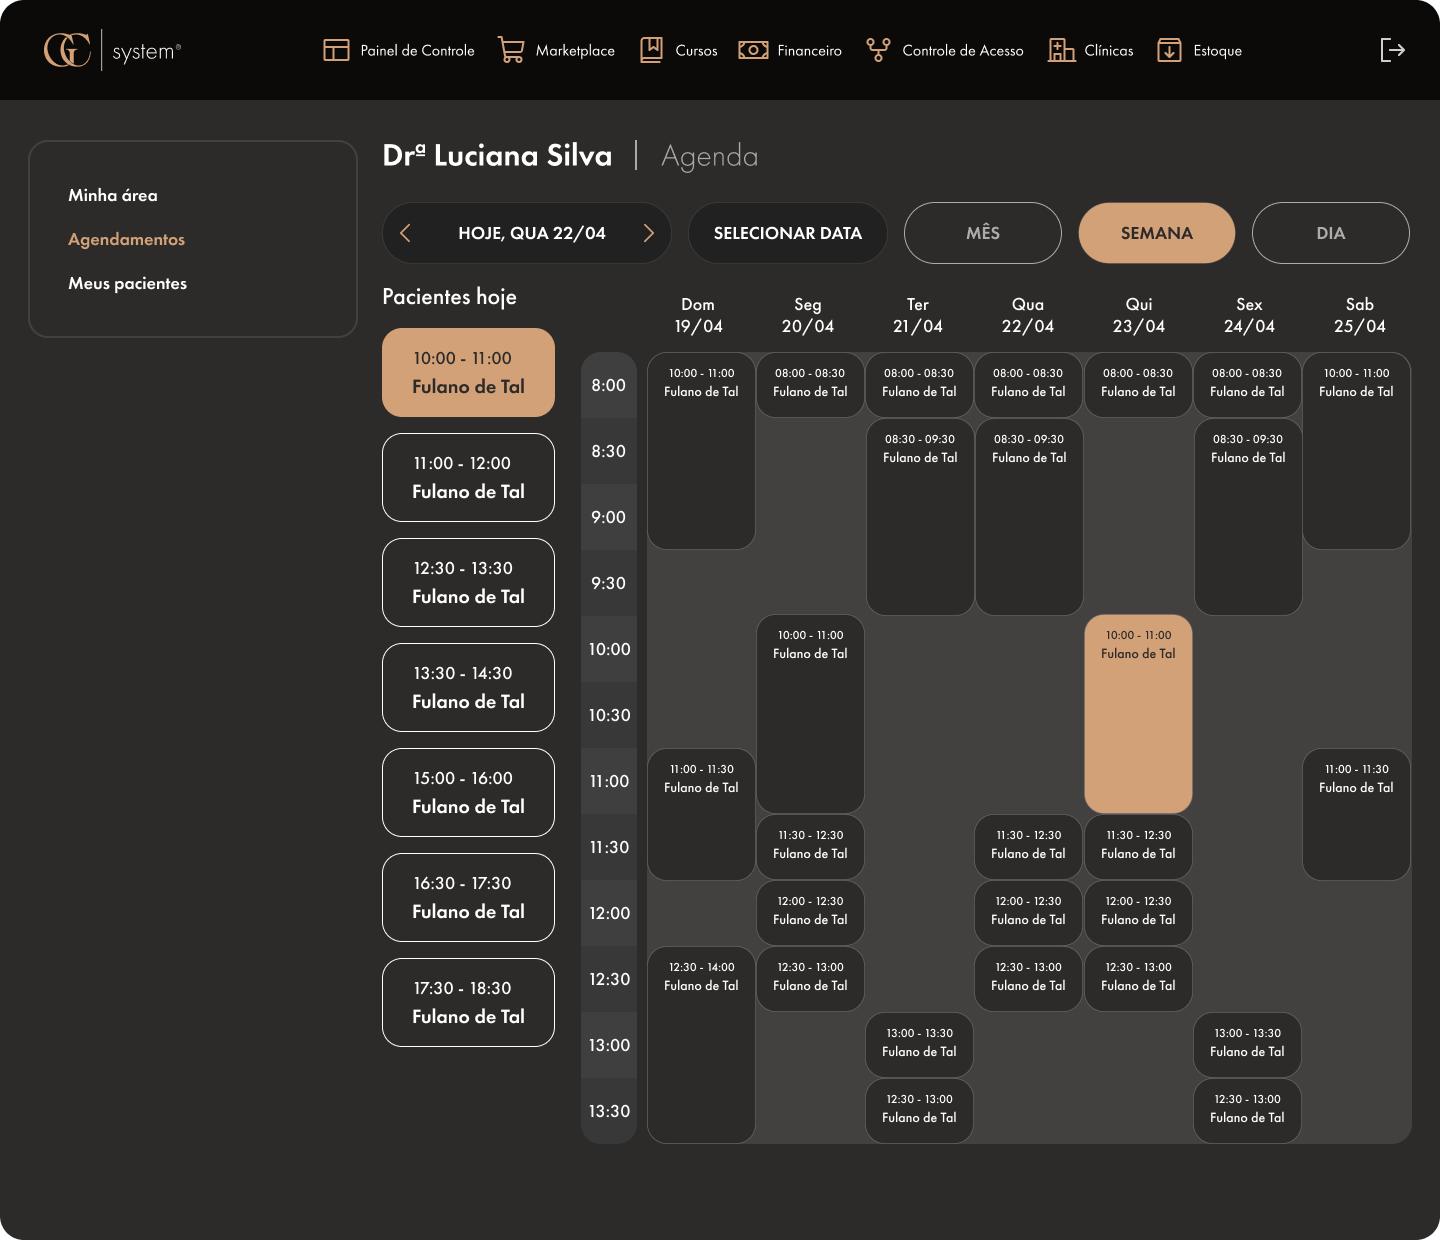 GC system®
Painel de Controle
Marketplace
Cursos
Financeiro
Controle de Acesso
Clínicas
Estoque
Minha área
Agendamentos
Meus pacientes
Drª Luciana Silva
Agenda
HOJE, QUA 22/04
SELECIONAR DATA
MÊS
SEMANA
DIA
Pacientes hoje
10:00 - 11:00
Fulano de Tal
11:00 - 12:00
Fulano de Tal
12:30 - 13:30
Fulano de Tal
13:30 - 14:30
Fulano de Tal
15:00 - 16:00
Fulano de Tal
16:30 - 17:30
Fulano de Tal
17:30 - 18:30
Fulano de Tal
8:00
8:30
9:00
9:30
10:00
10:30
11:00
11:30
12:00
12:30
13:00
13:30
Dom
19/04
10:00 - 11:00
Fulano de Tal
11:00 - 11:30
Fulano de Tal
12:30 - 14:00
Fulano de Tal
Seg
20/04
08:00 - 08:30
Fulano de Tal
10:00 - 11:00
Fulano de Tal
11:30 - 12:30
Fulano de Tal
12:00 - 12:30
Fulano de Tal
12:30 - 13:00
Fulano de Tal
Ter
21/04
08:00 - 08:30
Fulano de Tal
08:30 - 09:30
Fulano de Tal
13:00 - 13:30
Fulano de Tal
12:30 - 13:00
Fulano de Tal
Qua
22/04
08:00 - 08:30
Fulano de Tal
08:30 - 09:30
Fulano de Tal
11:30 - 12:30
Fulano de Tal
12:00 - 12:30
Fulano de Tal
12:30 - 13:00
Fulano de Tal
Qui
23/04
08:00 - 08:30
Fulano de Tal
10:00 - 11:00
Fulano de Tal
11:30 - 12:30
Fulano de Tal
12:00 - 12:30
Fulano de Tal
12:30 - 13:00
Fulano de Tal
Sex
24/04
08:00 - 08:30
Fulano de Tal
08:30 - 09:30
Fulano de Tal
13:00 - 13:30
Fulano de Tal
12:30 - 13:00
Fulano de Tal
Sab
25/04
10:00 - 11:00
Fulano de Tal
11:00 - 11:30
Fulano de Tal